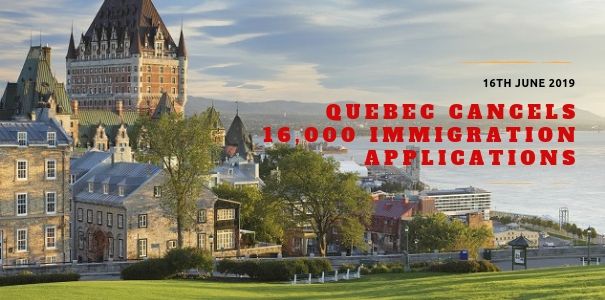 16TH JUNE 2019
QUEBEC CANCELS
16,000 IMMIGRATION
APPLICATIONS